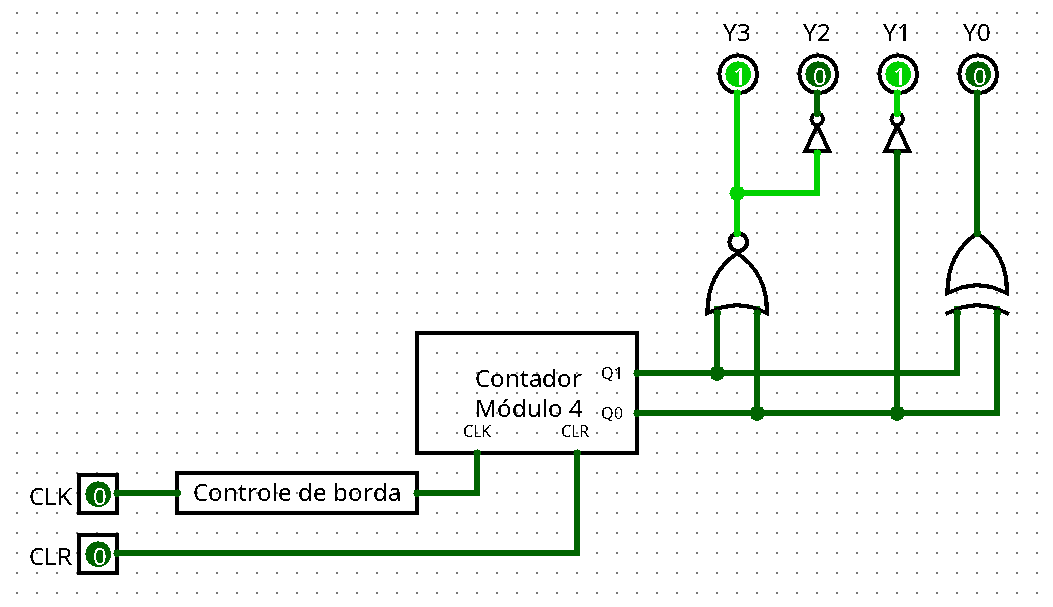 Y3 Y2 Y1 Y0
1 0 1 0
Contador
Módulo 4
Q1
Q0
CLK CLR
CLK 0 Controle de borda
CLR 0